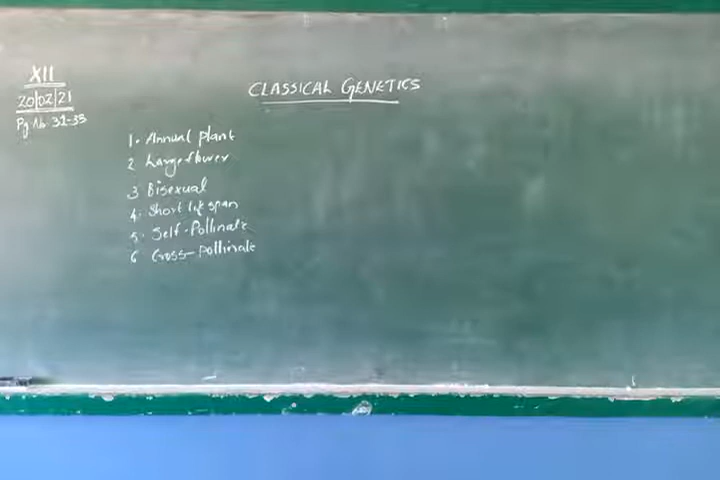 XII
20/02/21
Pg.No. 32-35
CLASSICAL GENETICS
1. Annual plant
2 Large flower
3 Bisexual
4. Short life span
5. Self-Pollinate
6 Cross-pollinate